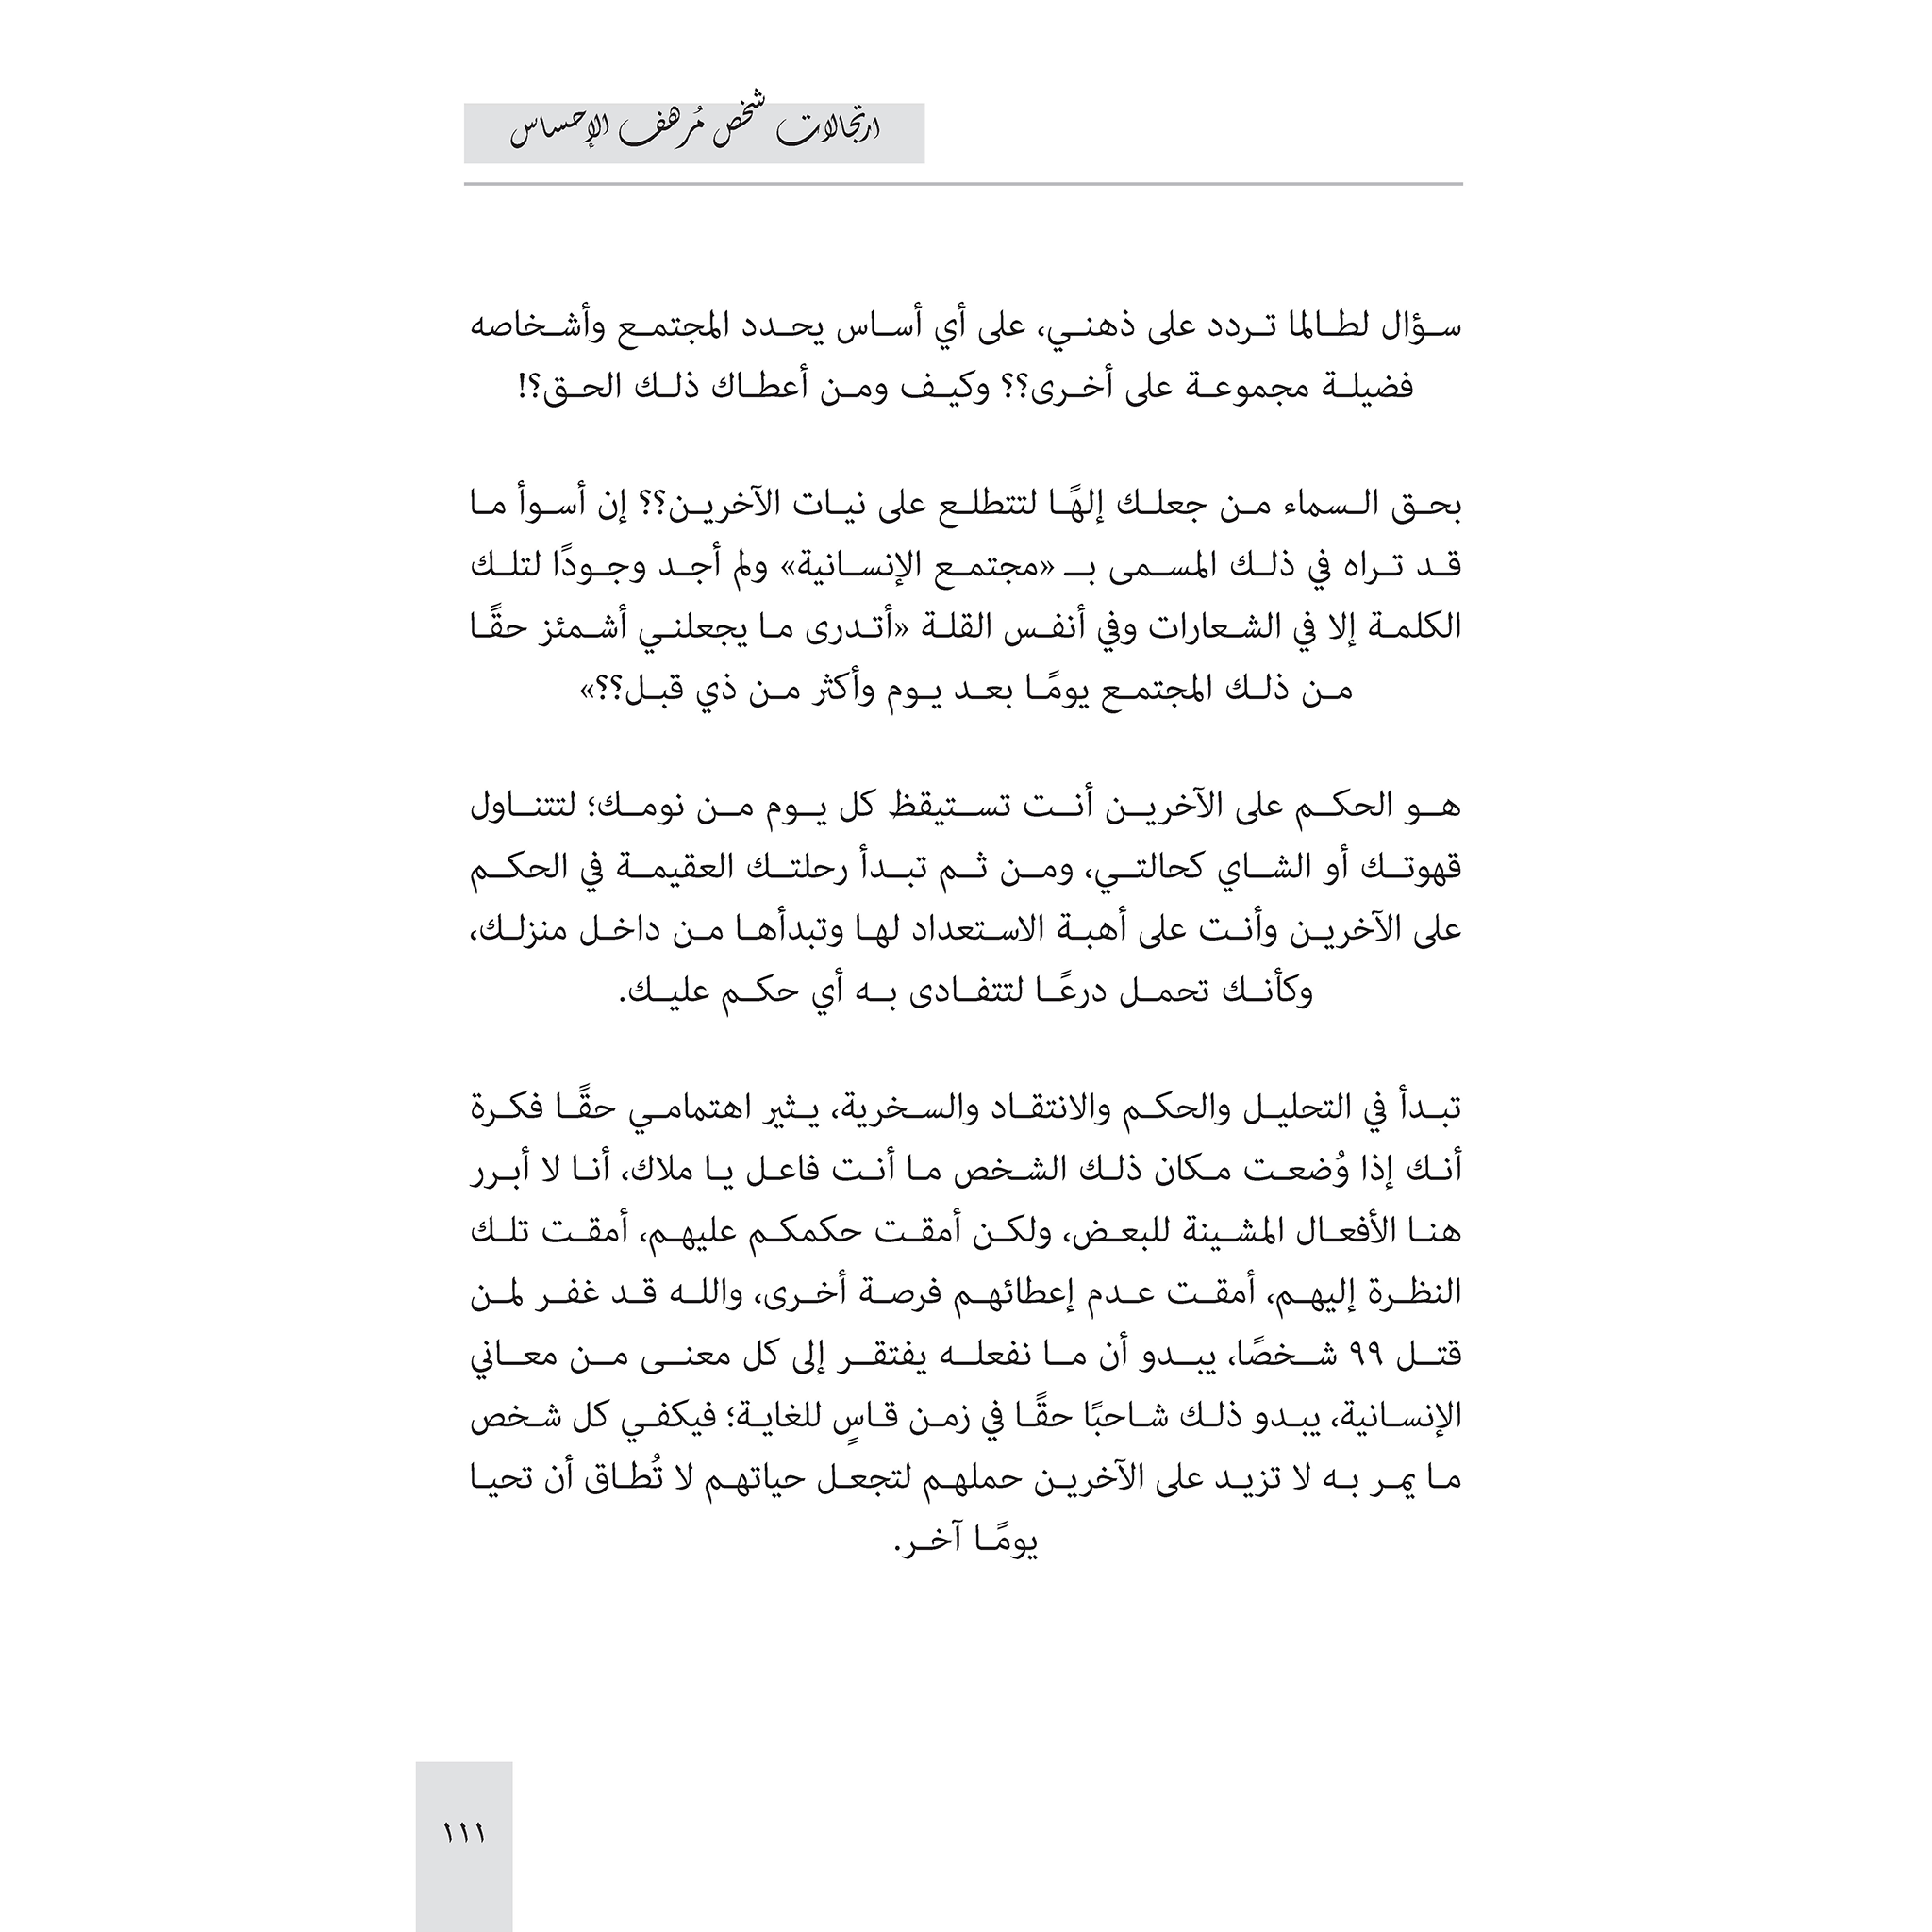 ارتجالات شخص مُرهف الإحساس
سؤال لطالما تردد على ذهني، على أي أساس يحدد المجتمع وأشخاصه
فضيلة مجموعة على أخرى؟؟ وكيف ومن أعطاك ذلك الحق؟!
بحق السماء من جعلك إلهًا لتتطلع على نيات الآخرين؟؟ إن أسوأ ما
قد تراه في ذلك المسمى بـ «مجتمع الإنسانية» ولم أجد وجودًا لتلك
الكلمة إلا في الشعارات وفي أنفس القلة «أتدرى ما يجعلني أشمئز حقًا
من ذلك المجتمع يومًا بعد يوم وأكثر من ذي قبل؟؟»
هو الحكم على الآخرين أنت تستيقظ كل يوم من نومك؛ لتتناول
قهوتك أو الشاي كحالتي، ومن ثم تبدأ رحلتك العقيمة في الحكم
على الآخرين وأنت على أهبة الاستعداد لها وتبدأها من داخل منزلك،
وكأنك تحمل درعًا لتتفادى به أي حكم عليك.
تبدأ في التحليل والحكم والانتقاد والسخرية، يثير اهتمامي حقًا فكرة
أنك إذا وُضعت مكان ذلك الشخص ما أنت فاعل يا ملاك، أنا لا أبرر
هنا الأفعال المشينة للبعض، ولكن أمقت حكمكم عليهم، أمقت تلك
النظرة إليهم، أمقت عدم إعطائهم فرصة أخرى، والله قد غفر لمن
قتل ٩٩ شخصًا، يبدو أن ما نفعله يفتقر إلى كل معنى من معاني
الإنسانية، يبدو ذلك شاحبًا حقًا في زمن قاسٍ للغاية؛ فيكفي كل شخص
ما يمر به لا تزيد على الآخرين حملهم لتجعل حياتهم لا تُطاق أن تحيا
يومًا آخر.
١١١